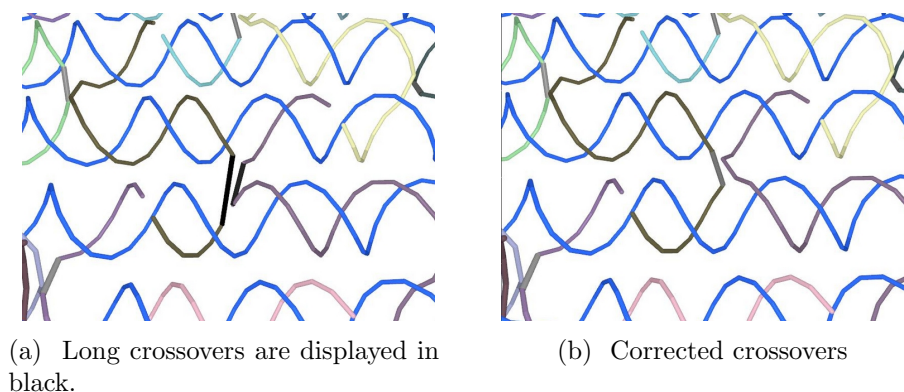 (a) Long crossovers are displayed in
black.
(b) Corrected crossovers